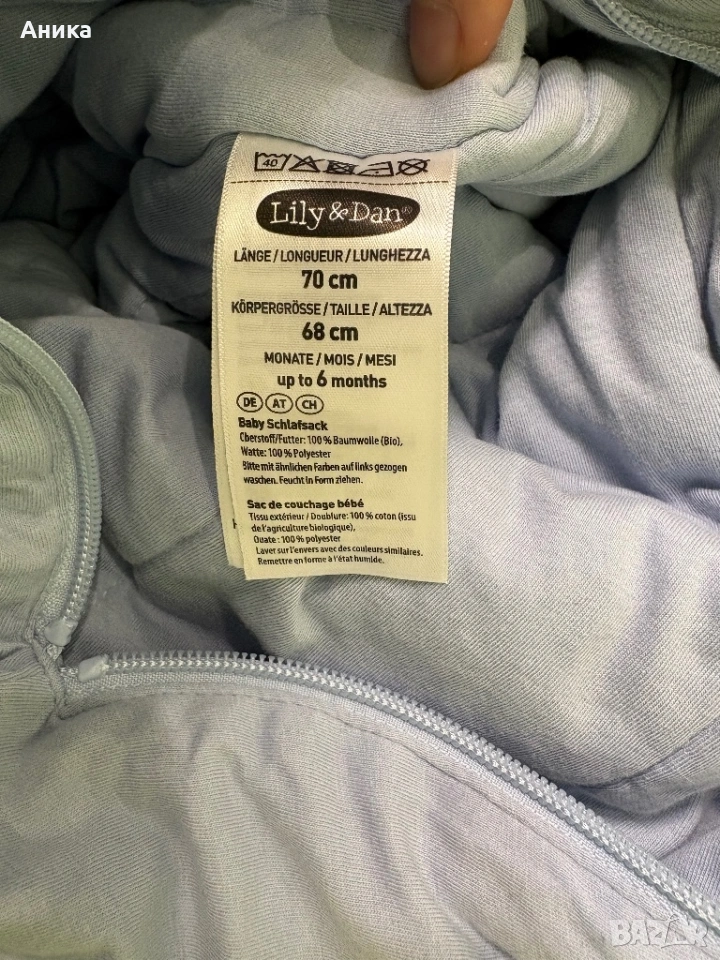 Аника
40
Lily & Dan®
LÄNGE / LONGUEUR / LUNGHEZZA
70 cm
KÖRPERGRÖSSE / TAILLE / ALTEZZA
68 cm
MONATE / MOIS / MESI
up to 6 months
DE AT CH
Baby Schlafsack
Oberstoff/Futter: 100 % Baumwolle (Bio),
Watte: 100 % Polyester
Bitte mit ähnlichen Farben auf links gezogen
waschen. Feucht in Form ziehen.
Sac de couchage bébé
Tissu extérieur / Doublure: 100 % coton (issu
de l'agriculture biologique),
Ouate: 100 % polyester
Laver sur l'envers avec des couleurs similaires.
Remettre en forme à l'état humide.
BAZAR